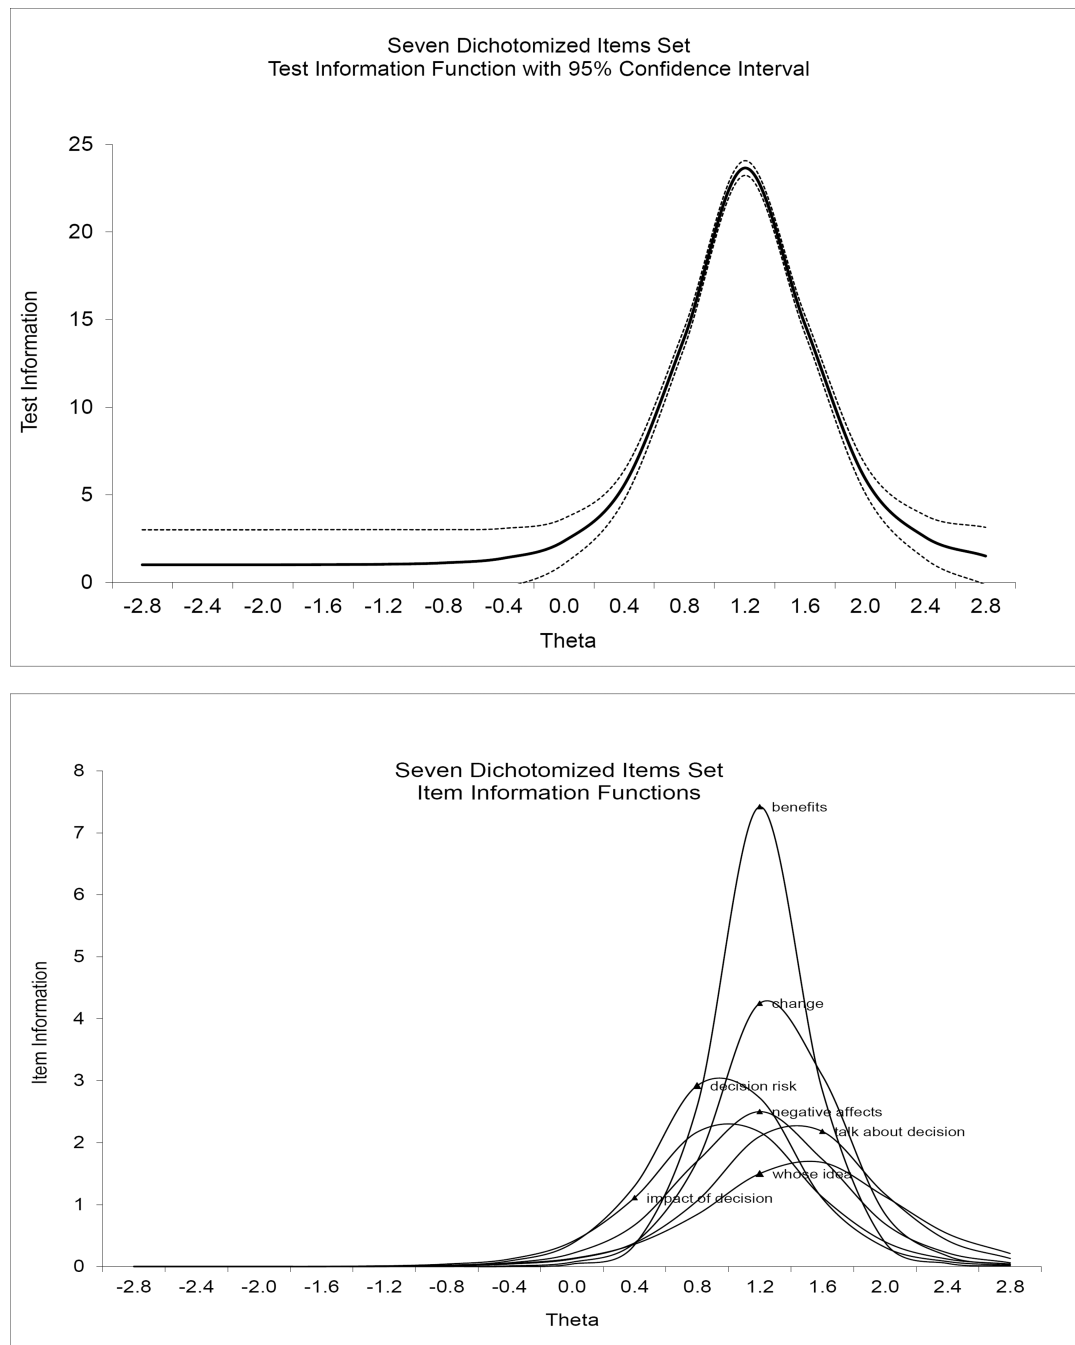 Seven Dichotomized Items Set
Test Information Function with 95% Confidence Interval
25
20
15
10
5
0
Test Information
-2.8 -2.4 -2.0 -1.6 -1.2 -0.8 -0.4 0.0 0.4 0.8 1.2 1.6 2.0 2.4 2.8
Theta
Seven Dichotomized Items Set
Item Information Functions
8
7
6
5
4
3
2
1
0
Item Information
benefits
change
decision risk
negative affects
talk about decision
whose idea
impact of decision
-2.8 -2.4 -2.0 -1.6 -1.2 -0.8 -0.4 0.0 0.4 0.8 1.2 1.6 2.0 2.4 2.8
Theta